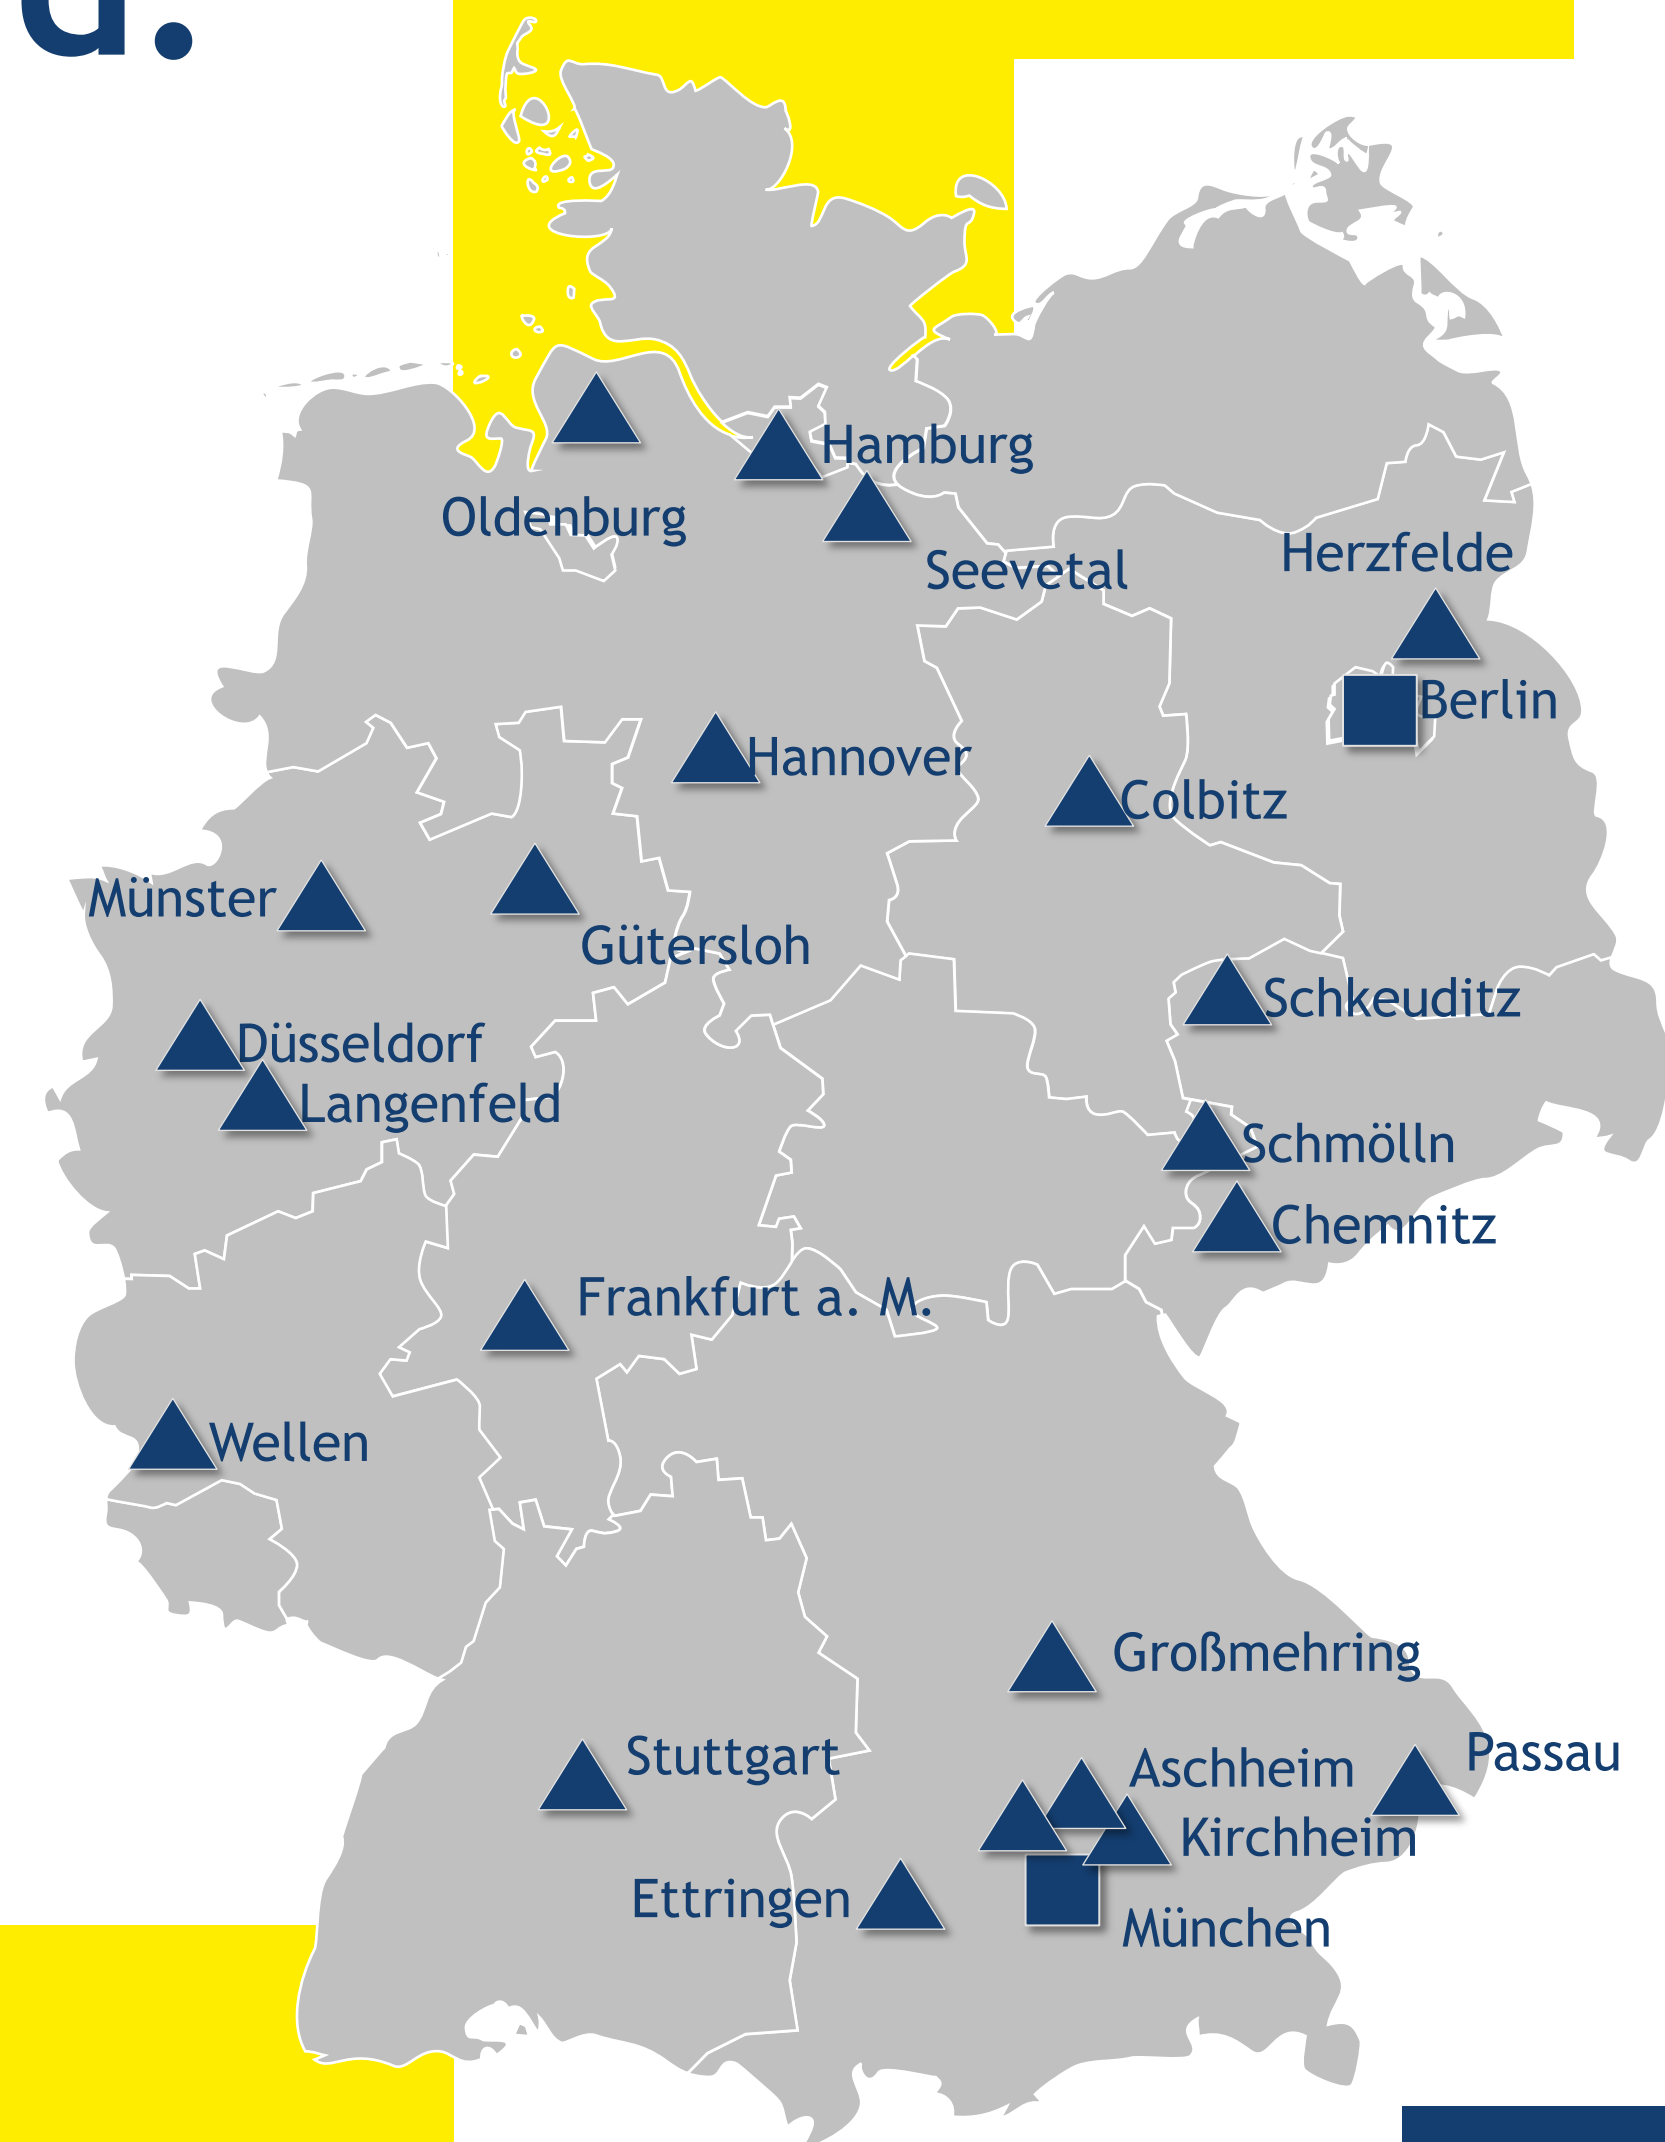 d.
Hamburg
Oldenburg
Seevetal
Herzfelde
Berlin
Hannover
Colbitz
Münster
Gütersloh
Schkeuditz
Düsseldorf
Langenfeld
Schmölln
Chemnitz
Frankfurt a. M.
Wellen
Großmehring
Stuttgart
Passau
Aschheim
Kirchheim
Ettringen
München